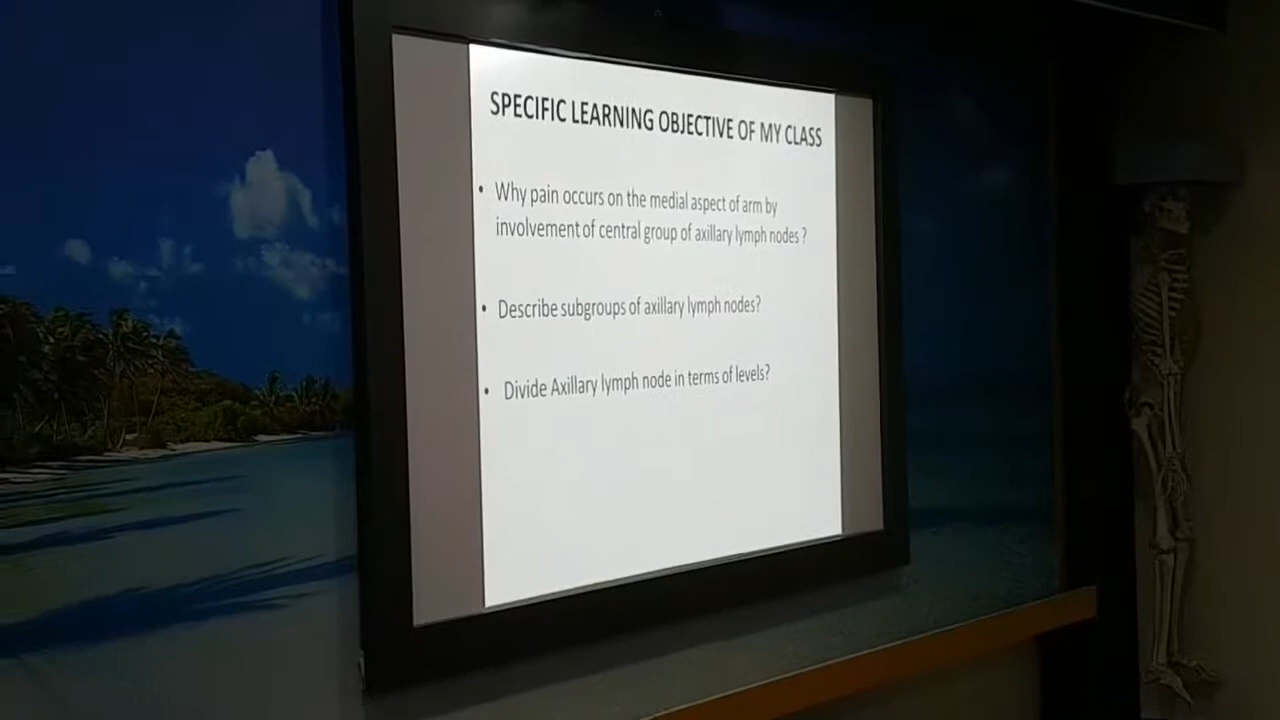 SPECIFIC LEARNING OBJECTIVE OF MY CLASS
• Why pain occurs on the medial aspect of arm by
involvement of central group of axillary lymph nodes ?
• Describe subgroups of axillary lymph nodes?
• Divide Axillary lymph node in terms of levels?